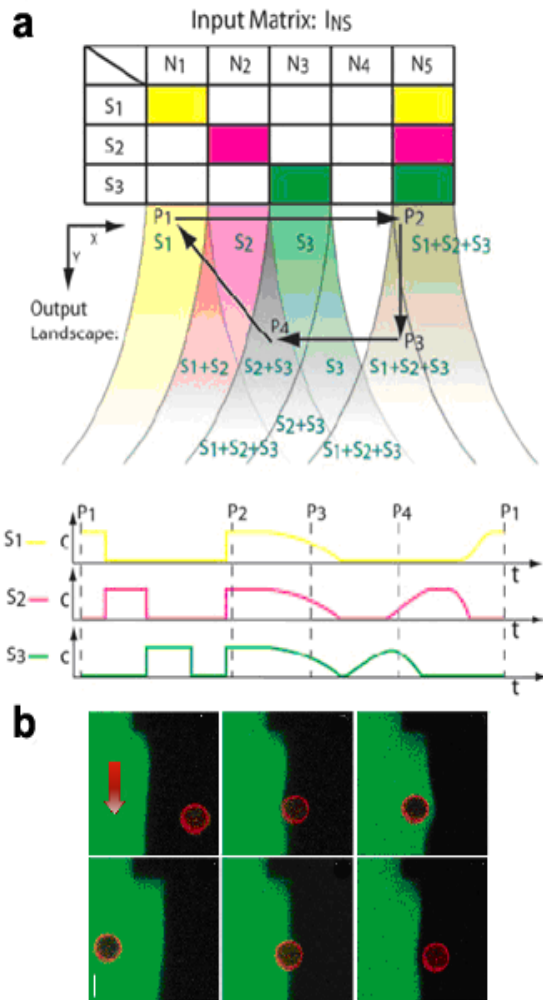 a
Input Matrix: INS
N1 N2 N3 N4 N5
S1
S2
S3
P1 P2
X
Y
S1 S2 S3 S1+S2+S3
Output
Landscape:
P4 P3
S1+S2 S2+S3 S3 S1+S2+S3
S2+S3
S1+S2+S3 S1+S2+S3
P1 P2 P3 P4 P1
S1 C
t
S2 C
t
S3 C
t
b